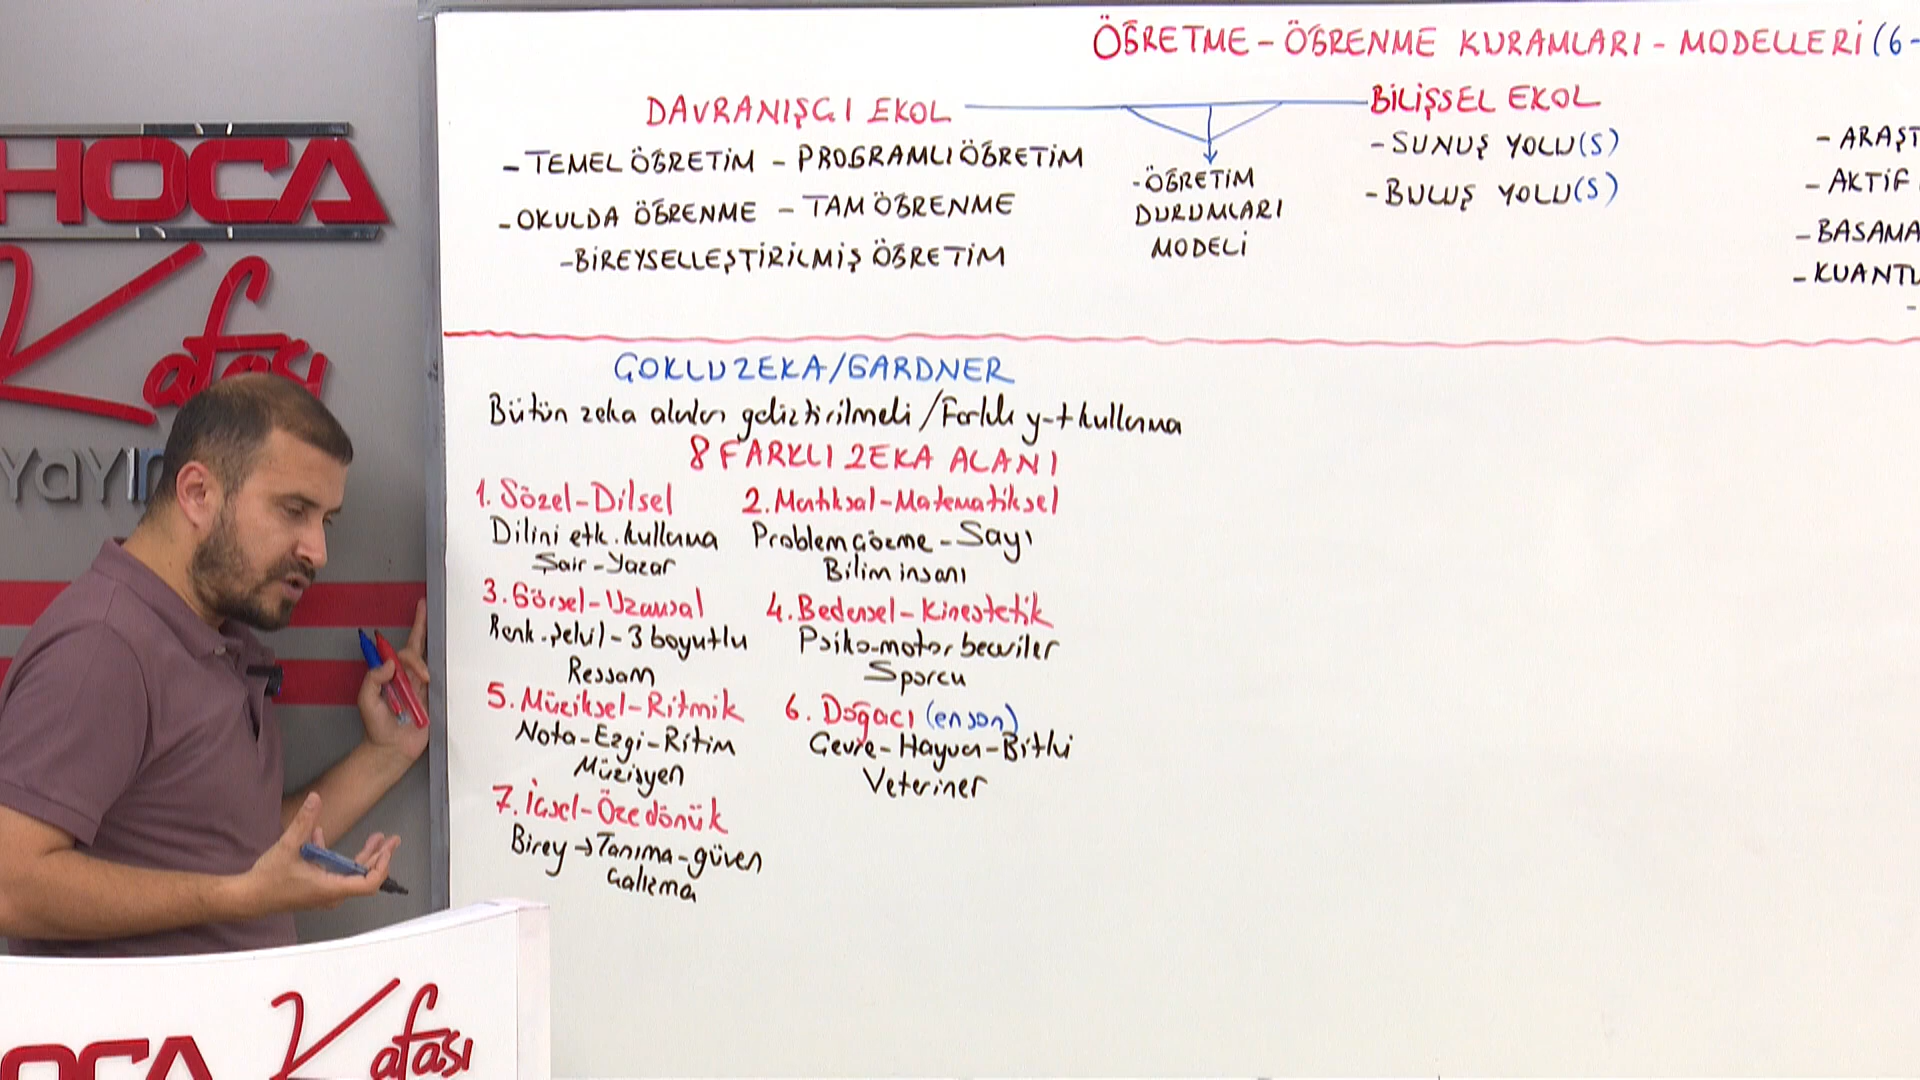 ÖĞRETME - ÖĞRENME KURAMLARI - MODELLERİ (6-
DAVRANIŞÇI EKOL
- TEMEL ÖĞRETİM - PROGRAMLI ÖĞRETİM
- OKULDA ÖĞRENME - TAM ÖĞRENME
- BİREYSELLEŞTİRİLMİŞ ÖĞRETİM
- ÖĞRETİM
DURUMLARI
MODELİ
BİLİŞSEL EKOL
- SUNUŞ YOLU(S)
- BULUŞ YOLU(S)
- ARAŞT
- AKTİF
- BASAMA
- KUANTU
ÇOKLU ZEKA/GARDNER
Bütün zeka alanları geliştirilmeli / Farklı y-t kullanma
8 FARKLI ZEKA ALANI
1. Sözel-Dilsel
Dilini etk. kullanma
Şair-Yazar
2. Mantıksal-Matematiksel
Problem çözme - Sayı
Bilim insanı
3. Görsel-Uzamsal
Renk-Şekil-3 boyutlu
Ressam
4. Bedensel-Kinestetik
Psiko-motor beceriler
Sporcu
5. Müziksel-Ritmik
Nota-Ezgi-Ritim
Müzisyen
6. Doğacı (en son)
Çevre-Hayvan-Bitki
Veteriner
7. İçsel-Öze dönük
Birey → Tanıma-güven
çalışma
HOCA
Kafası
Yayın
OCA Kafası